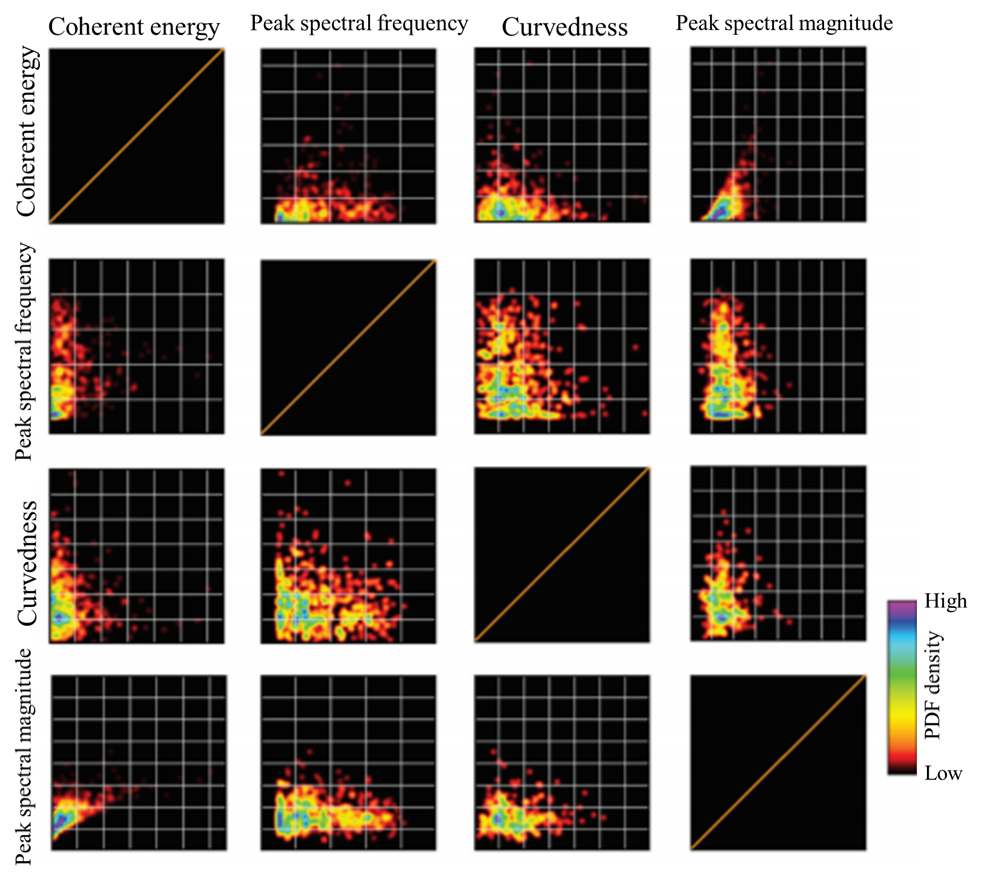 Coherent energy
Peak spectral frequency
Curvedness
Peak spectral magnitude
Coherent energy
Peak spectral frequency
Curvedness
Peak spectral magnitude
High
PDF density
Low